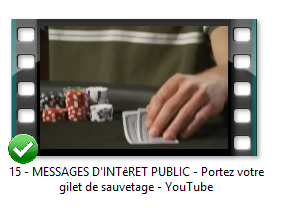 15 - MESSAGES D'INTéRET PUBLIC - Portez votre
gilet de sauvetage - YouTube